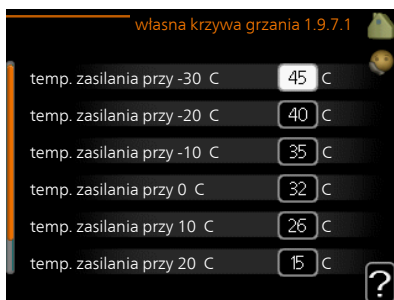 własna krzywa grzania 1.9.7.1
temp. zasilania przy -30 C 45 C
temp. zasilania przy -20 C 40 C
temp. zasilania przy -10 C 35 C
temp. zasilania przy 0 C 32 C
temp. zasilania przy 10 C 26 C
temp. zasilania przy 20 C 15 C
?